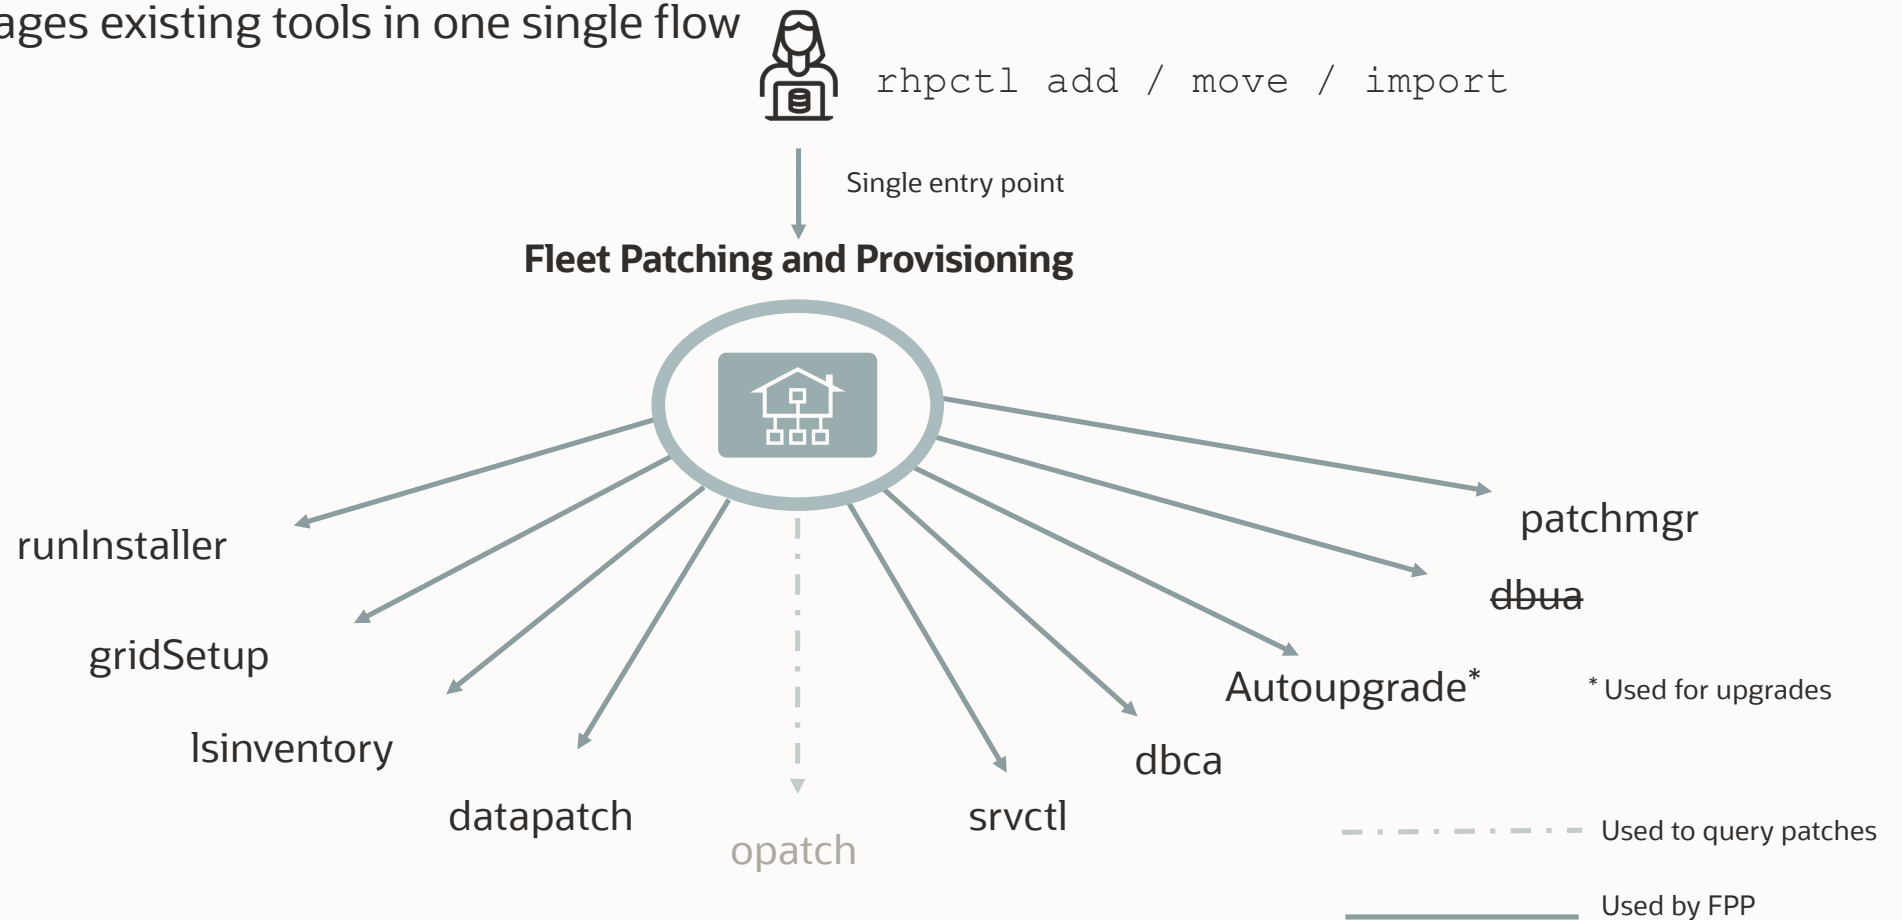 ages existing tools in one single flow
rhpctl add / move / import
Single entry point
Fleet Patching and Provisioning
patchmgr
runInstaller
dbua
gridSetup
Autoupgrade*
* Used for upgrades
lsinventory
dbca
datapatch
srvctl
opatch
Used to query patches
Used by FPP